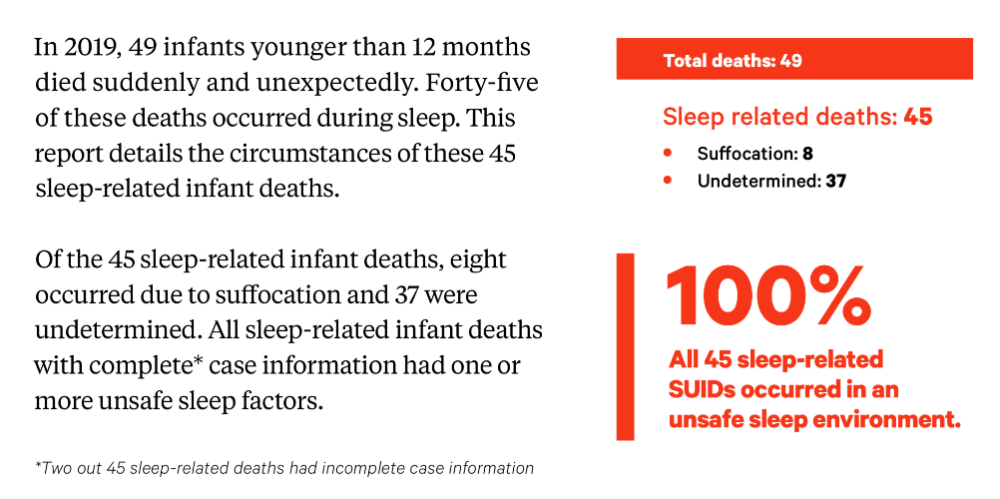 In 2019, 49 infants younger than 12 months
died suddenly and unexpectedly. Forty-five
of these deaths occurred during sleep. This
report details the circumstances of these 45
sleep-related infant deaths.
Of the 45 sleep-related infant deaths, eight
occurred due to suffocation and 37 were
undetermined. All sleep-related infant deaths
with complete* case information had one or
more unsafe sleep factors.
*Two out 45 sleep-related deaths had incomplete case information
Total deaths: 49
Sleep related deaths: 45
• Suffocation: 8
• Undetermined: 37
100%
All 45 sleep-related
SUIDs occurred in an
unsafe sleep environment.